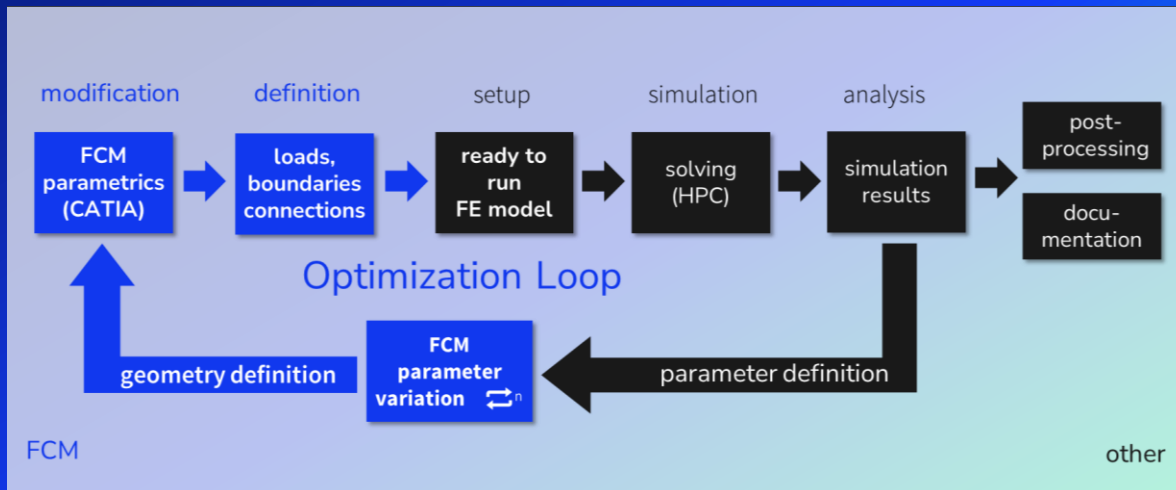 modification
definition
setup
simulation
analysis
FCM
parametrics
(CATIA)
loads,
boundaries
connections
ready to
run
FE model
solving
(HPC)
simulation
results
post-
processing
docu-
mentation
Optimization Loop
geometry definition
FCM
parameter
variation n
parameter definition
FCM
other